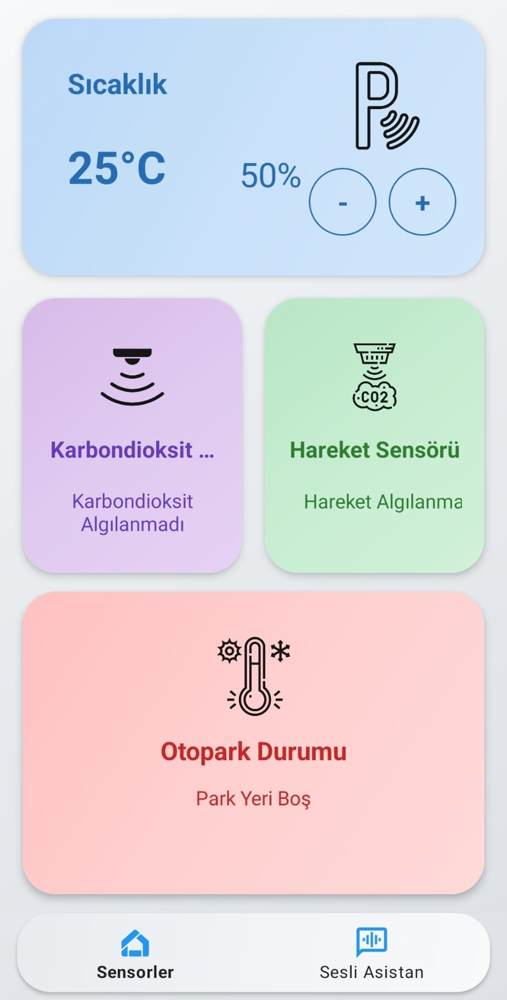 Sıcaklık
25°C
50%
-
+
CO2
Karbondioksit ...
Hareket Sensörü
Karbondioksit
Algılanmadı
Hareket Algılanma
Otopark Durumu
Park Yeri Boş
Sensorler
Sesli Asistan